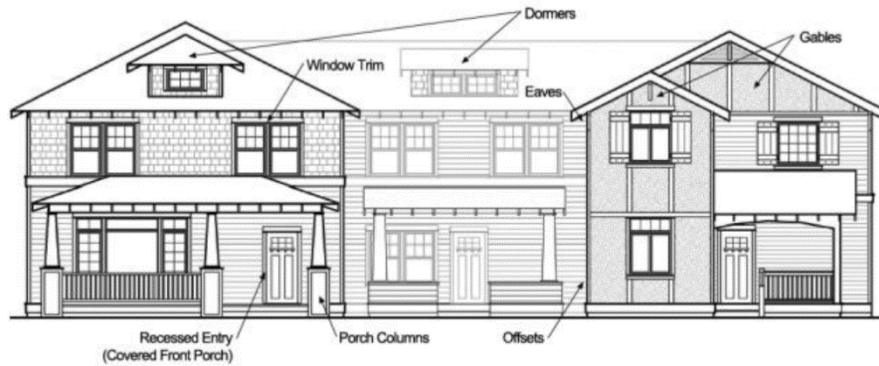 Dormers
Gables
Window Trim
Eaves
Recessed Entry
(Covered Front Porch)
Porch Columns
Offsets